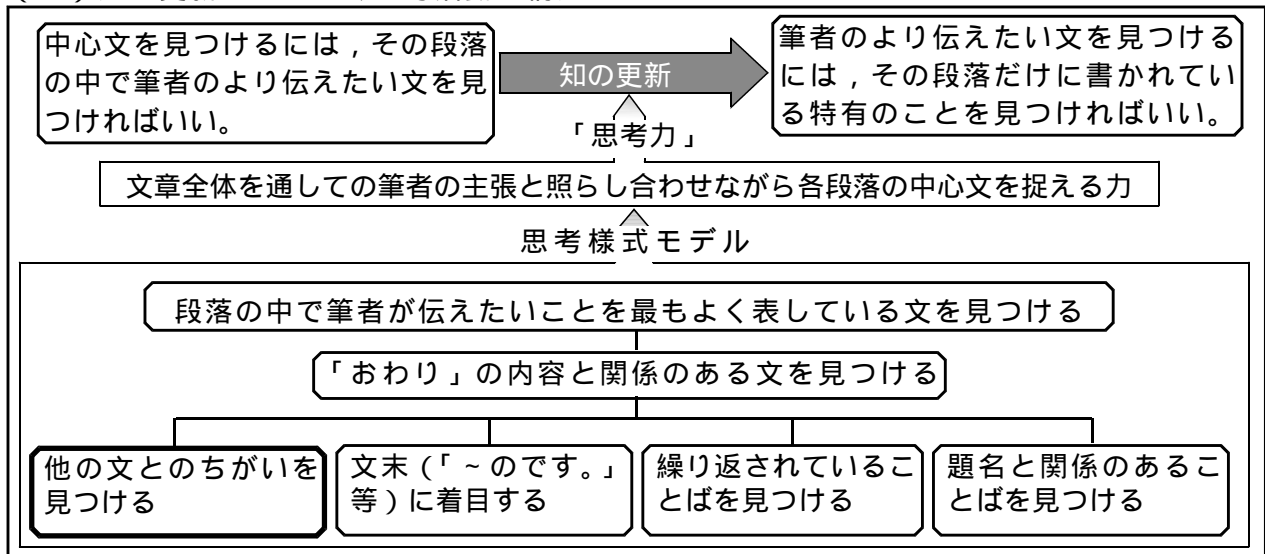 中心文を見つけるには，その段落
の中で筆者のより伝えたい文を見
つければいい。
知の更新
筆者のより伝えたい文を見つける
には，その段落だけに書かれてい
る特有のことを見つければいい。
「思考力」
文章全体を通しての筆者の主張と照らし合わせながら各段落の中心文を捉える力
思考様式モデル
段落の中で筆者が伝えたいことを最もよく表している文を見つける
「おわり」の内容と関係のある文を見つける
他の文とのちがいを
見つける
文末（「～のです。」
等）に着目する
繰り返されているこ
とばを見つける
題名と関係のあるこ
とばを見つける